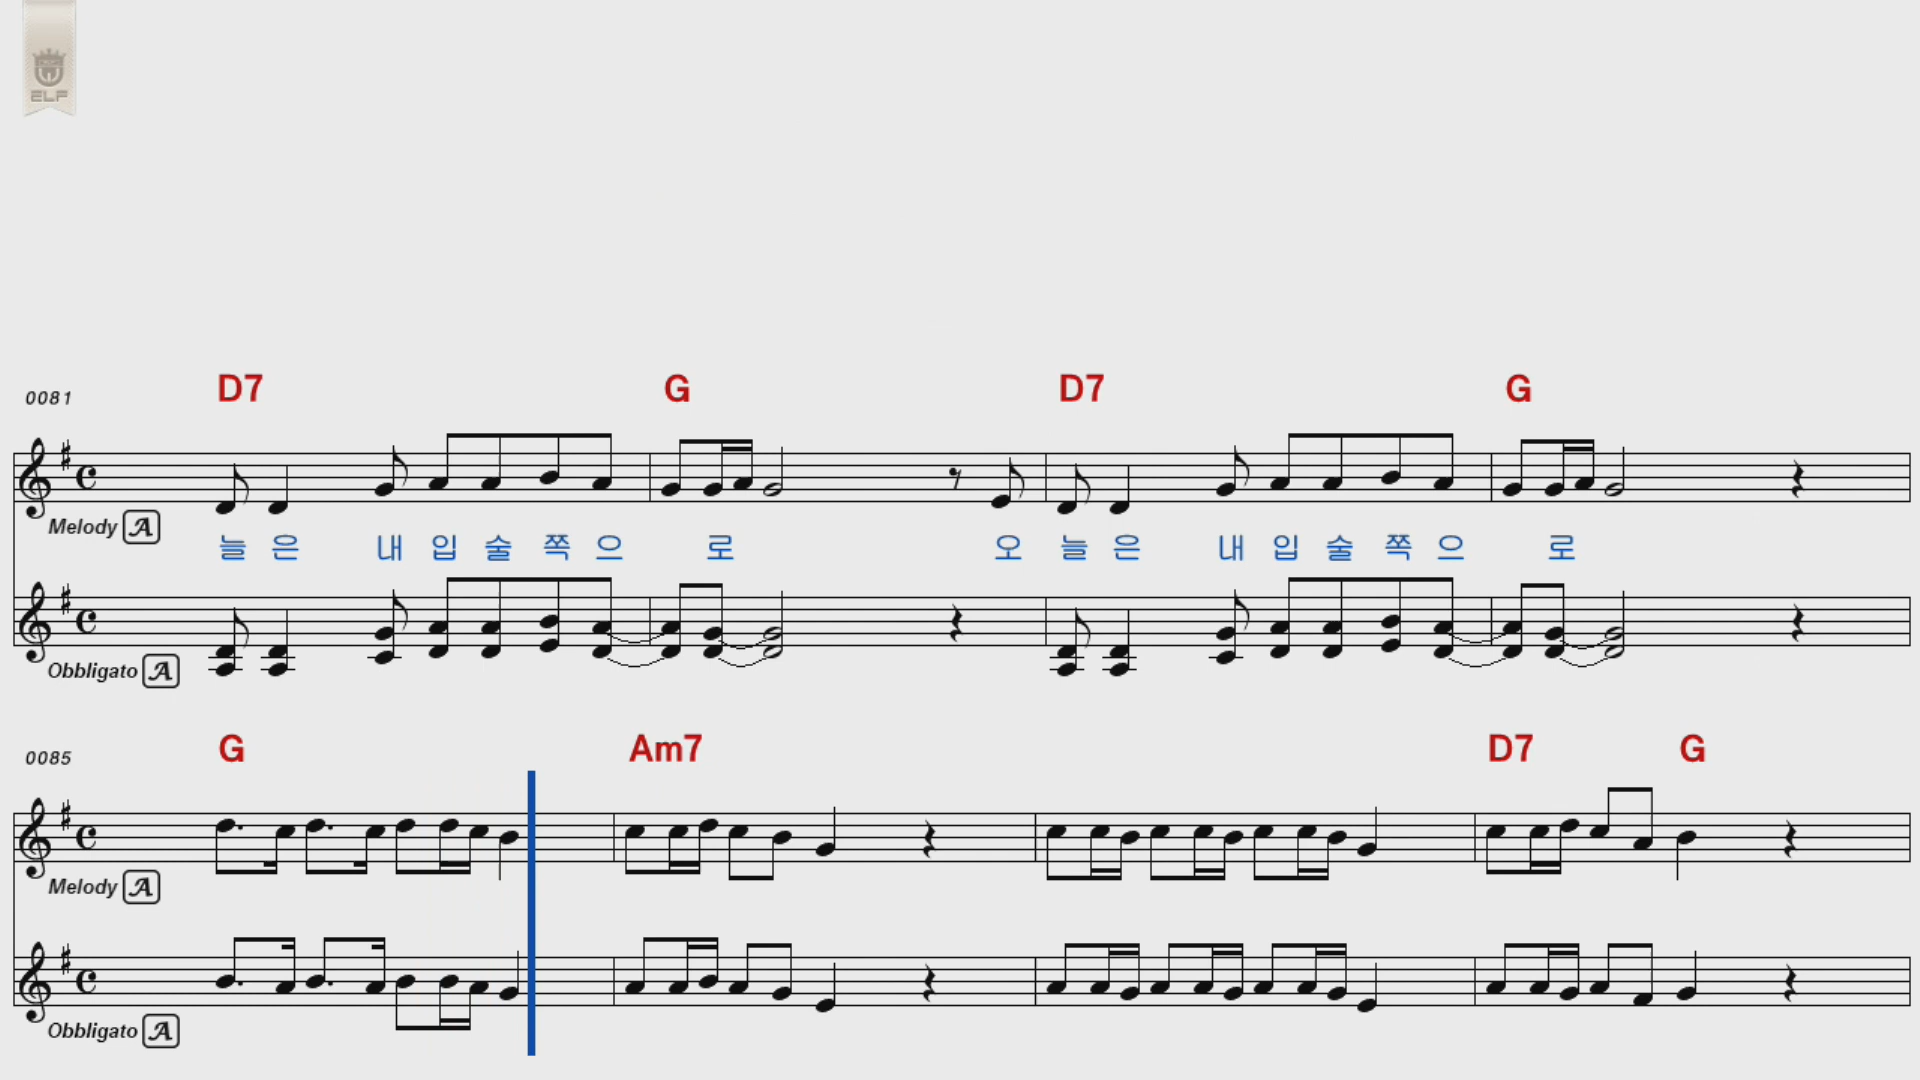 ELF
D7 G D7 G
0081
Melody A
늘 은 내 입 술 쪽 으 로 오 늘 은 내 입 술 쪽 으 로
Obbligato A
G Am7 D7 G
0085
Melody A
Obbligato A